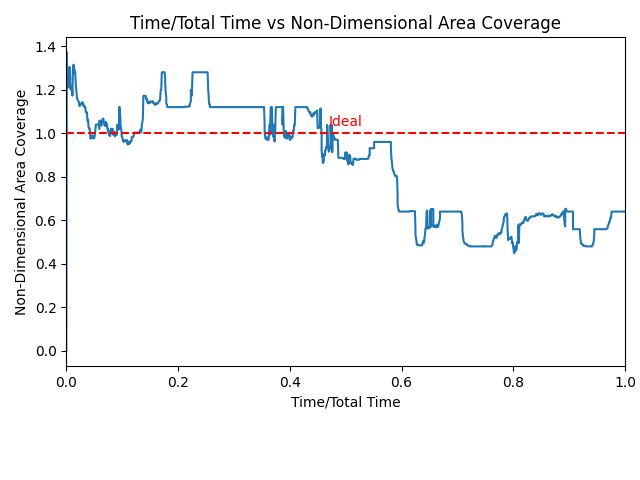 Time/Total Time vs Non-Dimensional Area Coverage
Non-Dimensional Area Coverage
1.4
1.2
1.0
0.8
0.6
0.4
0.2
0.0
Ideal
0.0 0.2 0.4 0.6 0.8 1.0
Time/Total Time